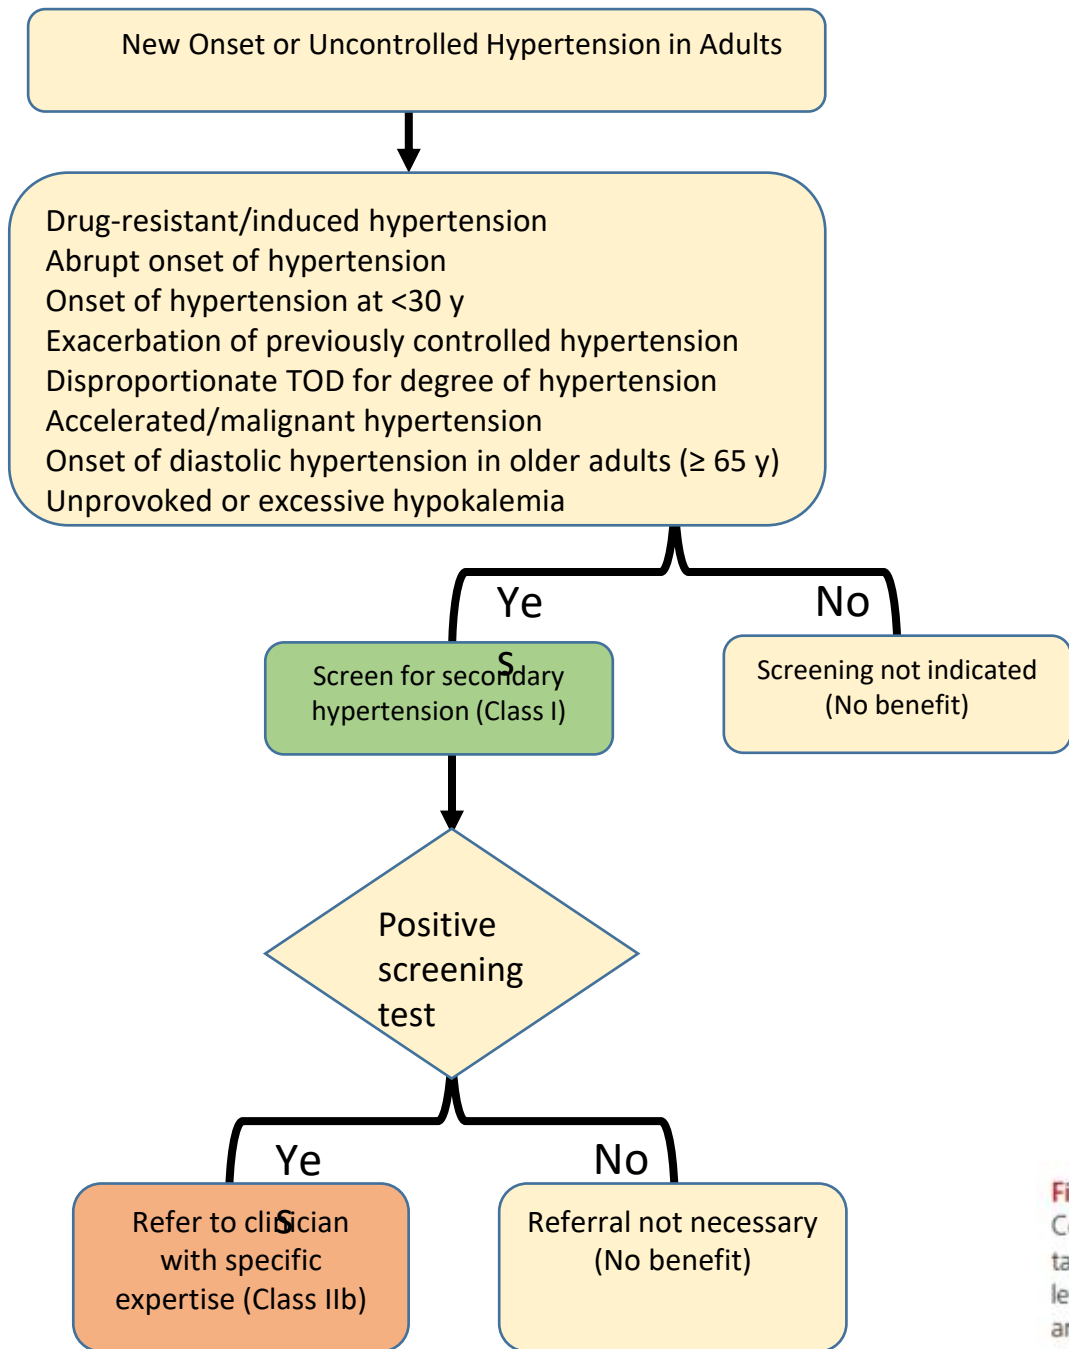 New Onset or Uncontrolled Hypertension in Adults
Drug-resistant/induced hypertension
Abrupt onset of hypertension
Onset of hypertension at <30 y
Exacerbation of previously controlled hypertension
Disproportionate TOD for degree of hypertension
Accelerated/malignant hypertension
Onset of diastolic hypertension in older adults (≥ 65 y)
Unprovoked or excessive hypokalemia
Ye
s
No
Screen for secondary
hypertension (Class I)
Screening not indicated
(No benefit)
Positive
screening
test
Ye
s
No
Refer to clinician
with specific
expertise (Class IIb)
Referral not necessary
(No benefit)